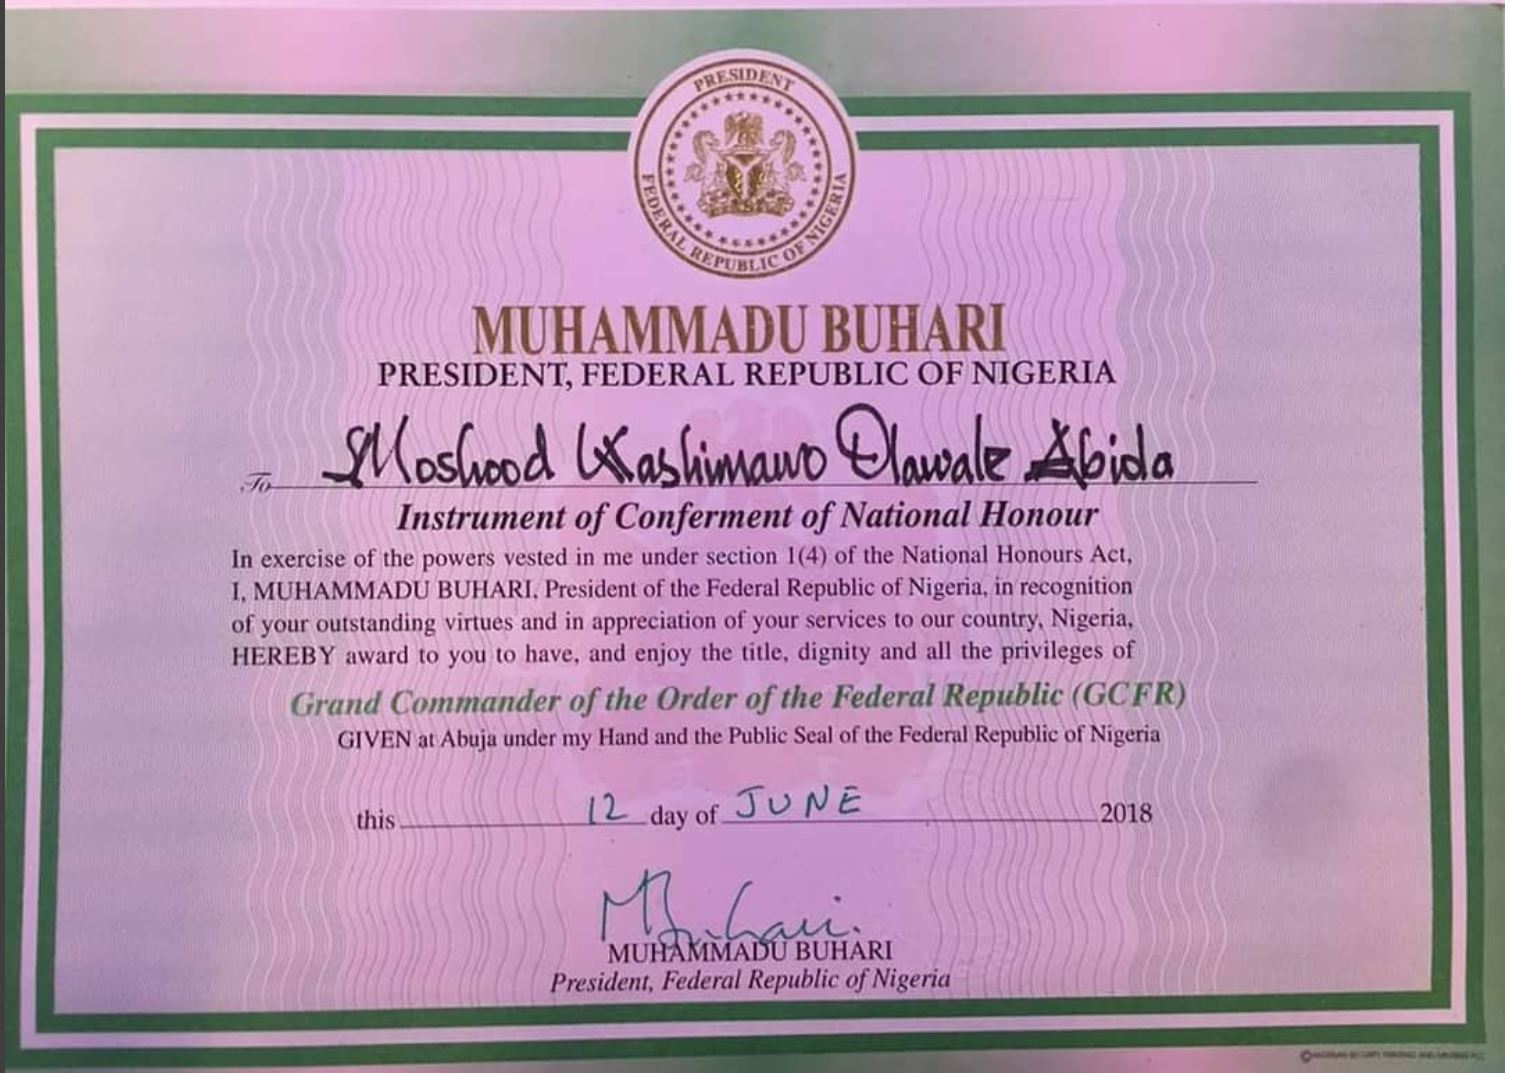 PRESIDENT
FEDERAL REPUBLIC OF NIGERIA
MUHAMMADU BUHARI
PRESIDENT, FEDERAL REPUBLIC OF NIGERIA
To Moshood Kashimawo Olawale Abiola
Instrument of Conferment of National Honour
In exercise of the powers vested in me under section 1(4) of the National Honours Act,
I, MUHAMMADU BUHARI, President of the Federal Republic of Nigeria, in recognition
of your outstanding virtues and in appreciation of your services to our country, Nigeria,
HEREBY award to you to have, and enjoy the title, dignity and all the privileges of
Grand Commander of the Order of the Federal Republic (GCFR)
GIVEN at Abuja under my Hand and the Public Seal of the Federal Republic of Nigeria
this 12 day of JUNE 2018
MBuhari.
MUHAMMADU BUHARI
President, Federal Republic of Nigeria